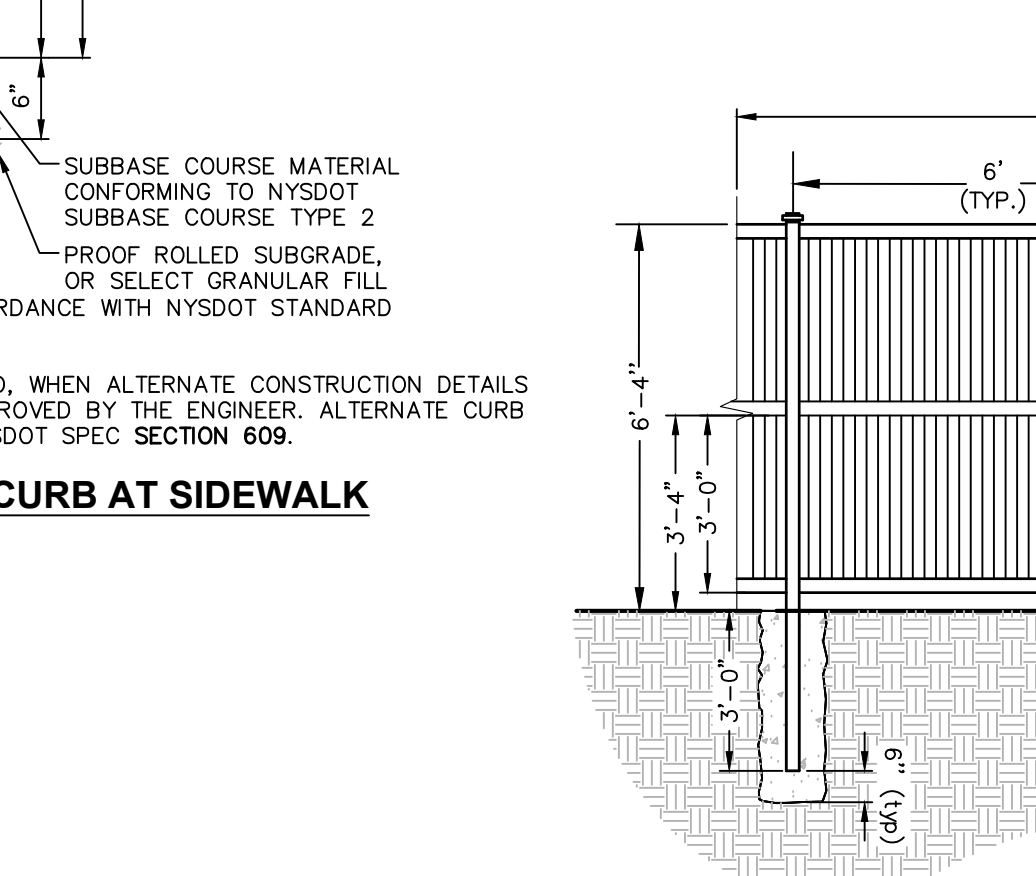 6"
SUBBASE COURSE MATERIAL
CONFORMING TO NYSDOT
SUBBASE COURSE TYPE 2
PROOF ROLLED SUBGRADE,
OR SELECT GRANULAR FILL
RDANCE WITH NYSDOT STANDARD
D, WHEN ALTERNATE CONSTRUCTION DETAILS
ROVED BY THE ENGINEER. ALTERNATE CURB
SDOT SPEC SECTION 609.
CURB AT SIDEWALK
6'
(TYP.)
6'-4"
3'-4"
3'-0"
3'-0"
6" (typ)